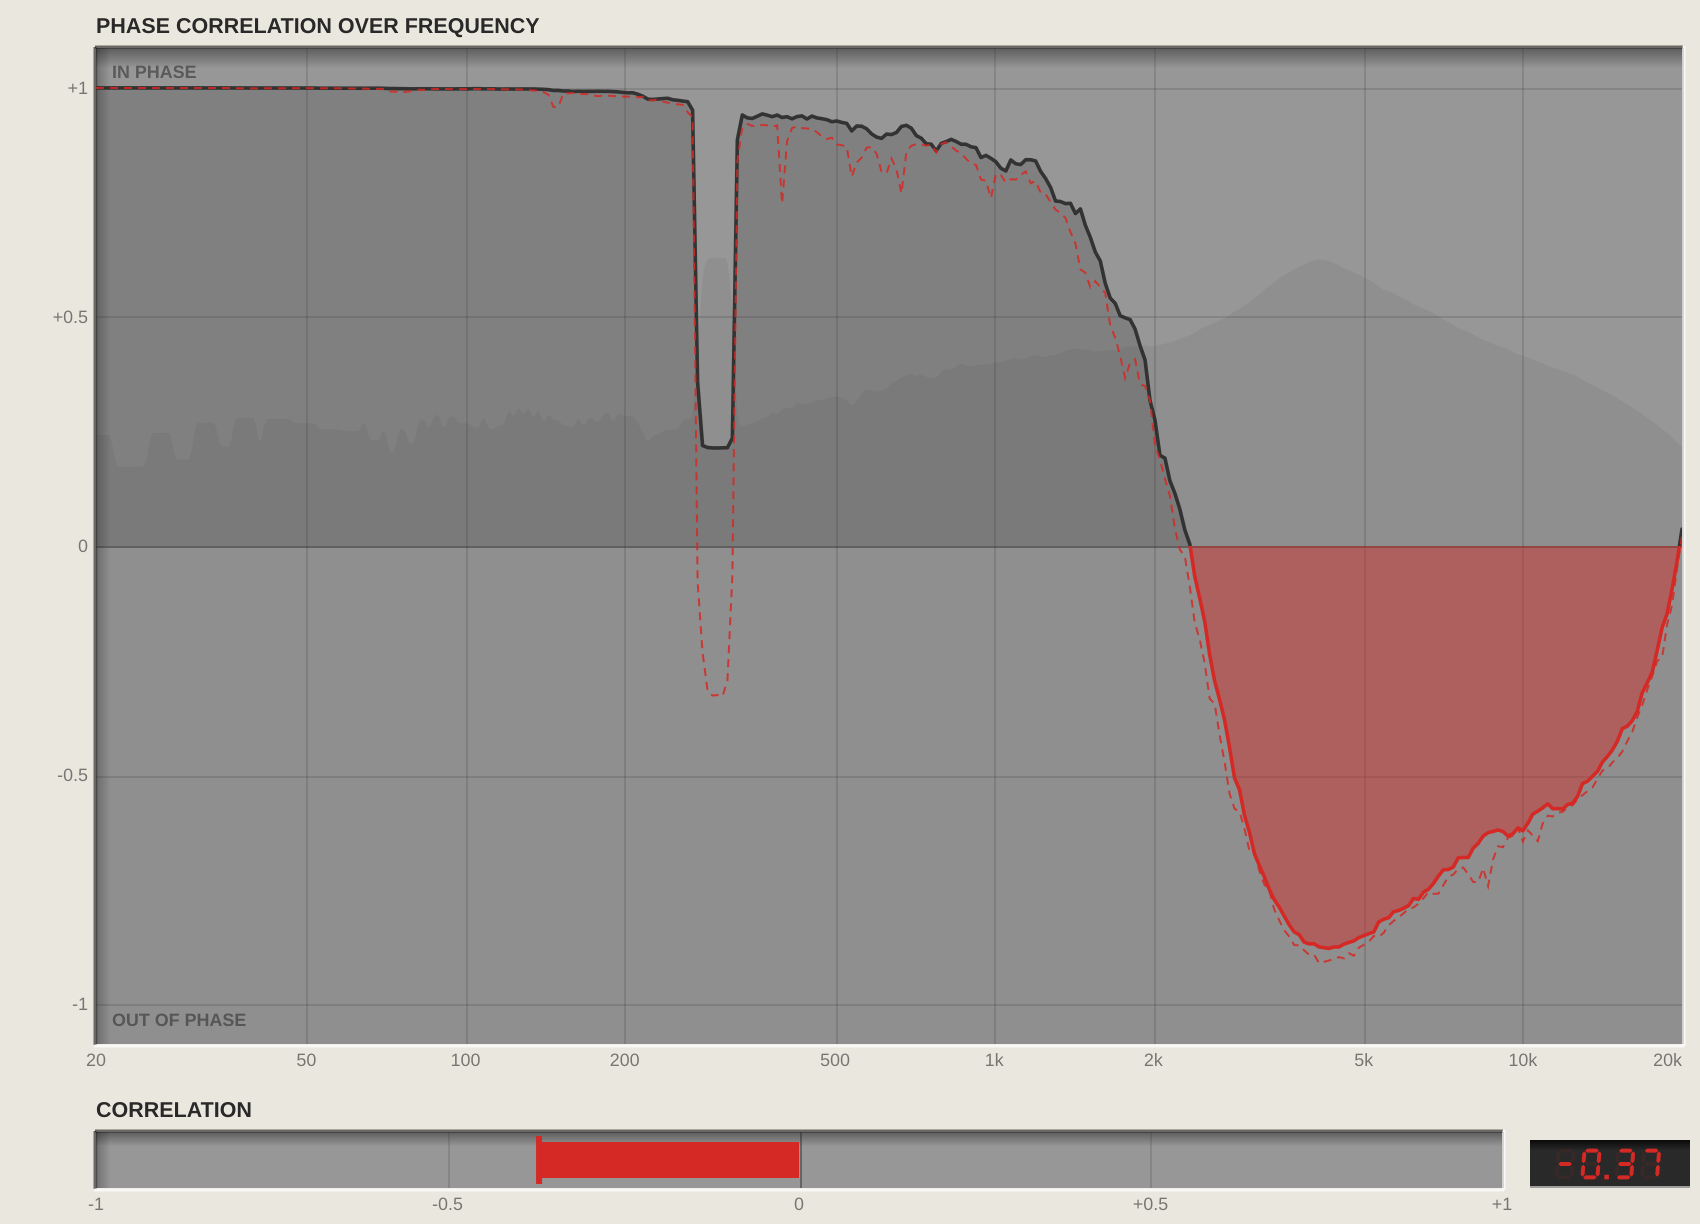 PHASE CORRELATION OVER FREQUENCY
IN PHASE
+1
+0.5
0
-0.5
-1
OUT OF PHASE
20 50 100 200 500 1k 2k 5k 10k 20k
CORRELATION
-0.37
-1 -0.5 0 +0.5 +1